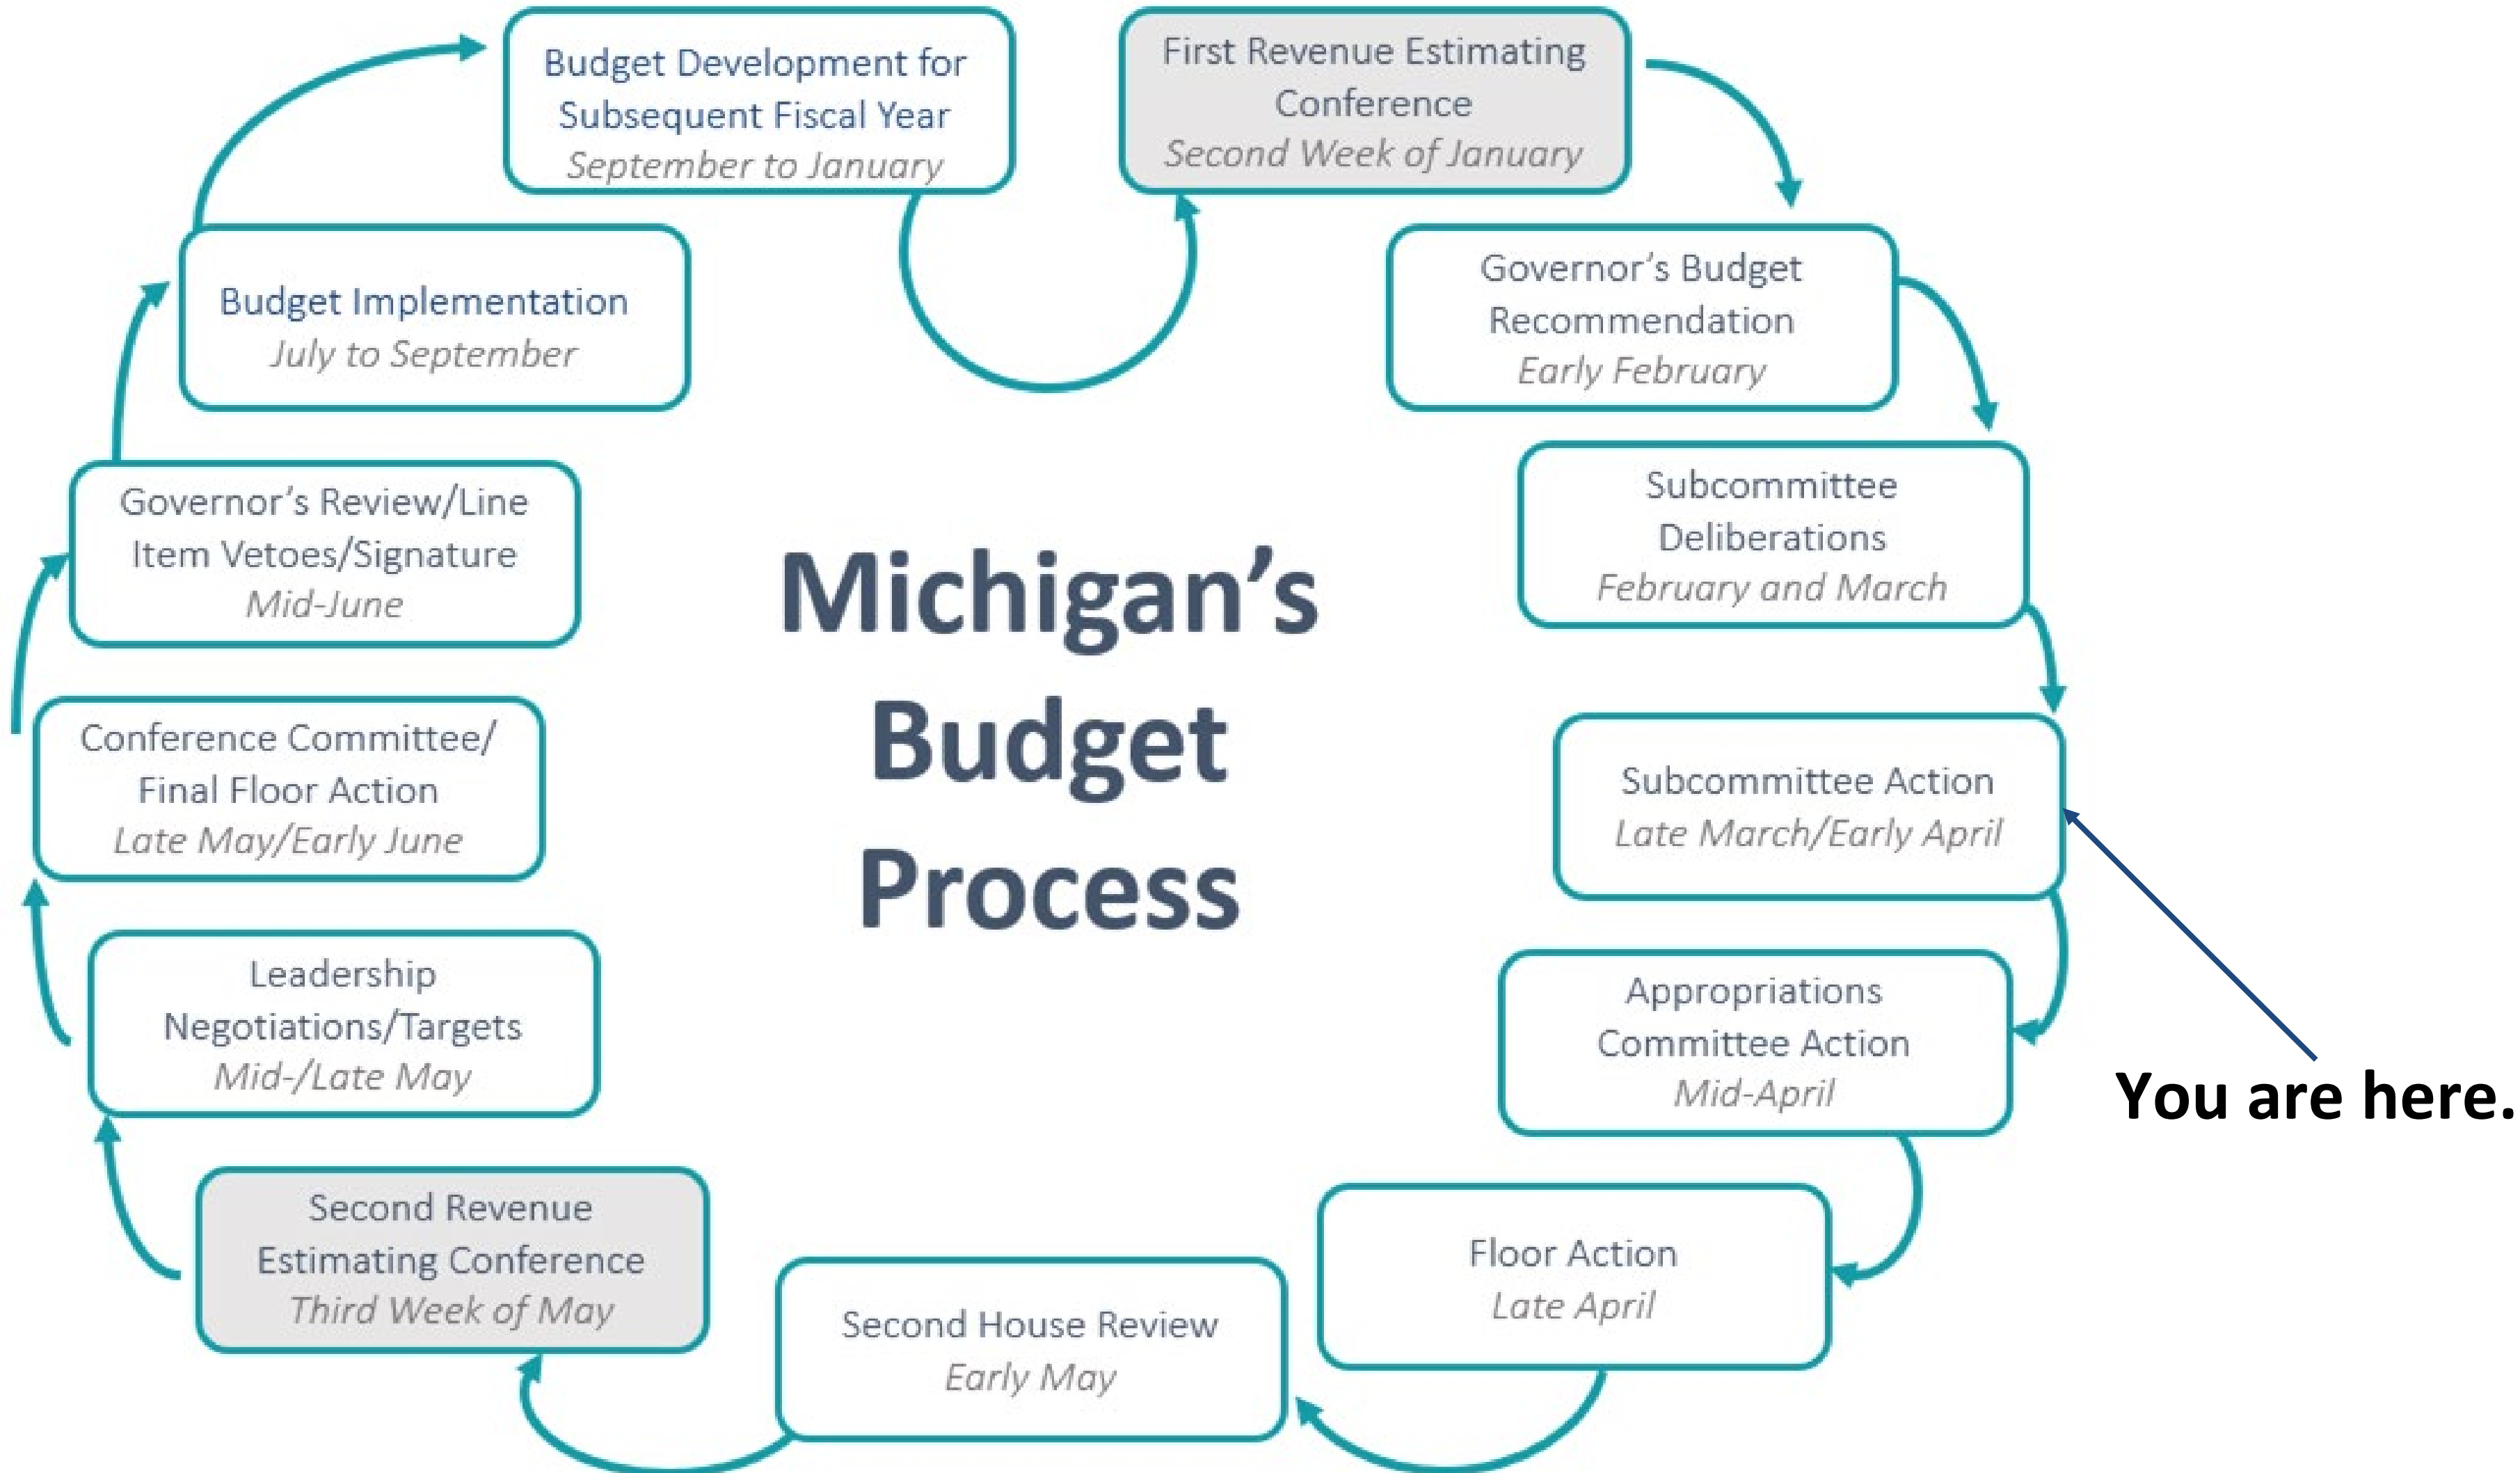 Budget Development for
Subsequent Fiscal Year
September to January
First Revenue Estimating
Conference
Second Week of January
Governor’s Budget
Recommendation
Early February
Subcommittee
Deliberations
February and March
Subcommittee Action
Late March/Early April
You are here.
Appropriations
Committee Action
Mid-April
Floor Action
Late April
Second House Review
Early May
Second Revenue
Estimating Conference
Third Week of May
Leadership
Negotiations/Targets
Mid-/Late May
Conference Committee/
Final Floor Action
Late May/Early June
Governor’s Review/Line
Item Vetoes/Signature
Mid-June
Budget Implementation
July to September
Michigan’s
Budget
Process